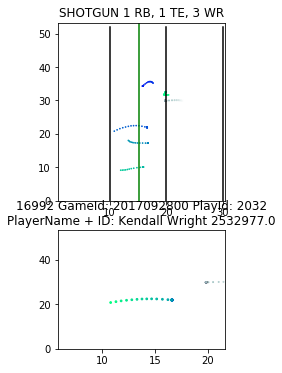 SHOTGUN 1 RB, 1 TE, 3 WR
50
40
30
20
10
0
10 20 30
16992 GameId: 2017092800 PlayId: 2032
PlayerName + ID: Kendall Wright 2532977.0
40
20
0
10 15 20